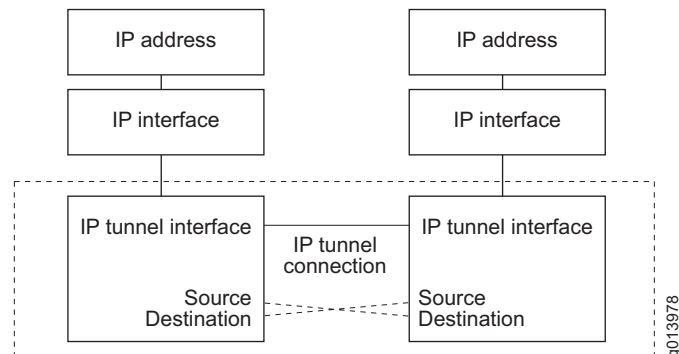 IP address
IP address
IP interface
IP interface
IP tunnel interface
IP tunnel interface
IP tunnel
connection
Source
Destination
Source
Destination
g013978